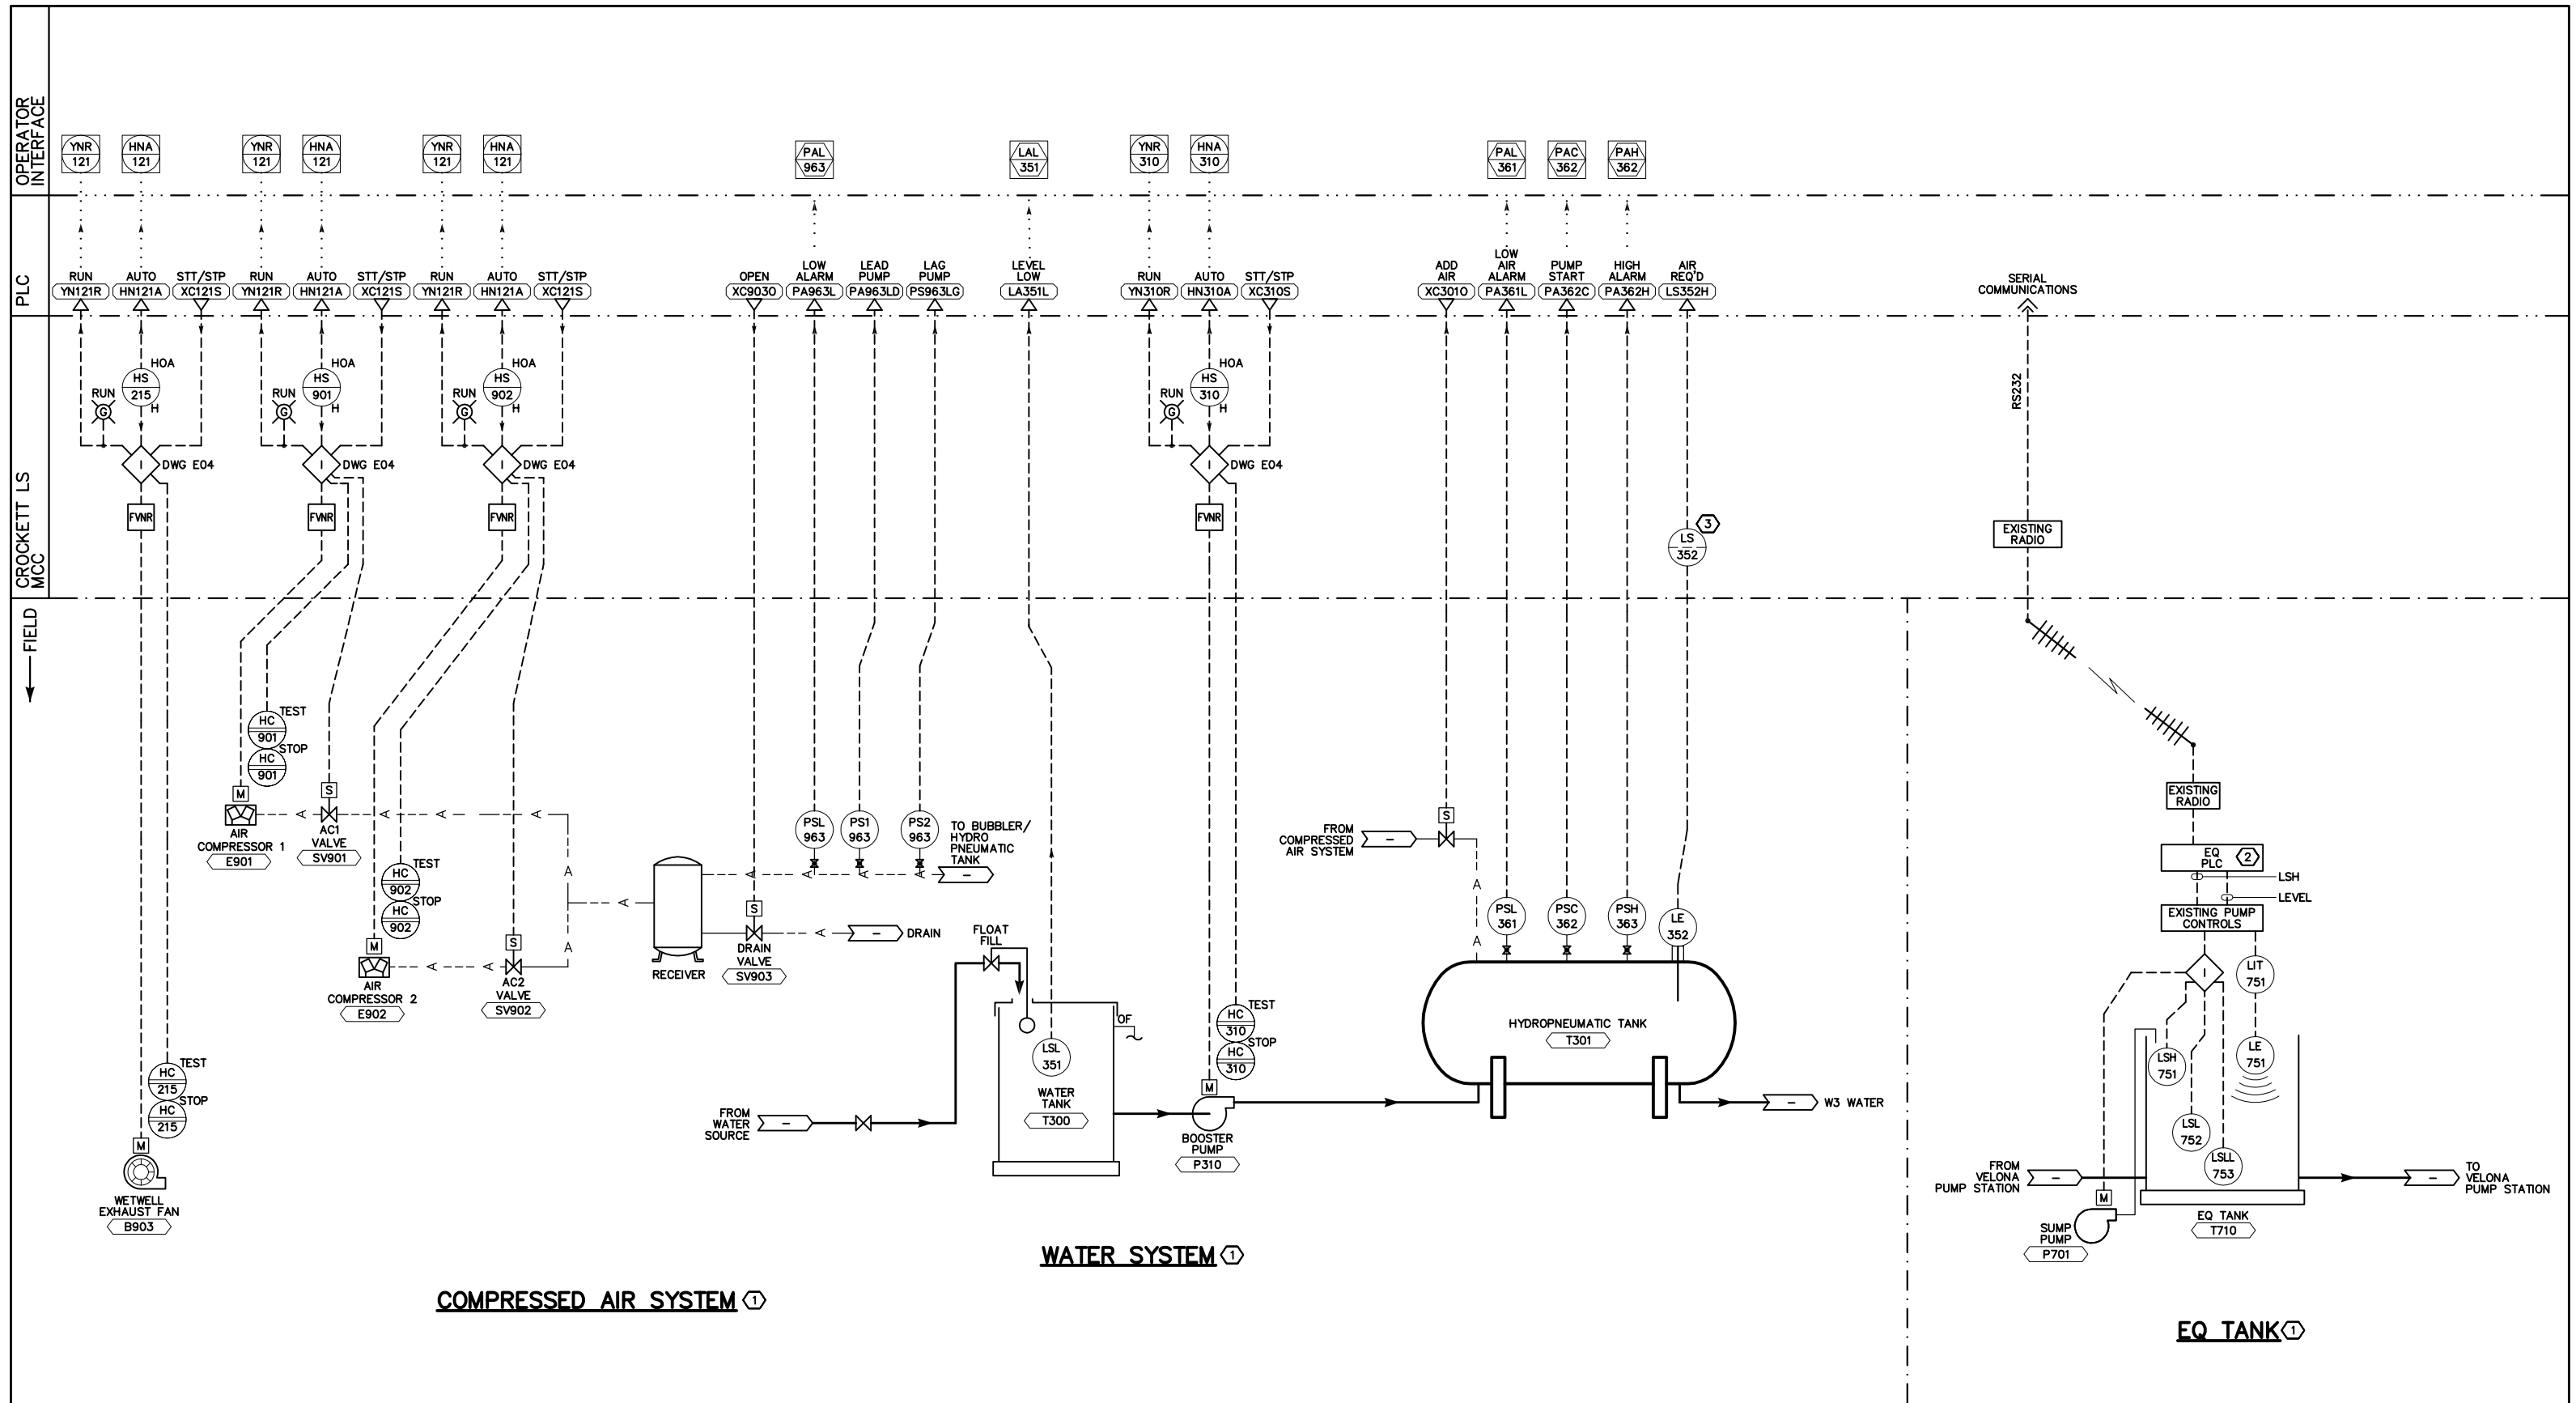 OPERATOR
INTERFACE
YNR
121
HNA
121
YNR
121
HNA
121
YNR
121
HNA
121
PAL
963
LAL
351
YNR
310
HNA
310
PAL
361
PAC
362
PAH
362
PLC
RUN
YN121R
AUTO
HN121A
STT/STP
XC121S
RUN
YN121R
AUTO
HN121A
STT/STP
XC121S
RUN
YN121R
AUTO
HN121A
STT/STP
XC121S
OPEN
XC903O
LOW
ALARM
PA963L
LEAD
PUMP
PA963LD
LAG
PUMP
PS963LG
LEVEL
LOW
LA351L
RUN
YN310R
AUTO
HN310A
STT/STP
XC310S
ADD
AIR
XC301O
LOW
AIR
ALARM
PA361L
PUMP
START
PA362C
HIGH
ALARM
PA362H
AIR
REQ'D
LS352H
SERIAL
COMMUNICATIONS
CROCKETT LS
MCC
RUN
G
HOA
HS
215
H
I
DWG E04
FVNR
RUN
G
HOA
HS
901
H
I
DWG E04
FVNR
RUN
G
HOA
HS
902
H
I
DWG E04
FVNR
RUN
G
HOA
HS
310
H
I
DWG E04
FVNR
LS
352
3
RS232
EXISTING
RADIO
FIELD
TEST
HC
901
STOP
HC
901
M
AIR
COMPRESSOR 1
E901
S
AC1
VALVE
SV901
A
A
A
A
TEST
HC
902
STOP
HC
902
M
AIR
COMPRESSOR 2
E902
S
AC2
VALVE
SV902
A
A
A
A
A
RECEIVER
S
DRAIN
VALVE
SV903
A
DRAIN
PSL
963
PS1
963
PS2
963
A
A
A
A
TO BUBBLER/
HYDRO
PNEUMATIC
TANK
TEST
HC
215
STOP
HC
215
M
WETWELL
EXHAUST FAN
B903
FLOAT
FILL
OF
LSL
351
WATER
TANK
T300
FROM
WATER
SOURCE
TEST
HC
310
STOP
HC
310
M
BOOSTER
PUMP
P310
FROM
COMPRESSED
AIR SYSTEM
S
A
A
PSL
361
PSC
362
PSH
363
LE
352
HYDROPNEUMATIC TANK
T301
W3 WATER
EXISTING
RADIO
EQ
PLC
2
LSH
LEVEL
EXISTING PUMP
CONTROLS
I
LIT
751
LSH
751
LE
751
LSL
752
LSLL
753
FROM
VELONA
PUMP STATION
TO
VELONA
PUMP STATION
M
SUMP
PUMP
P701
EQ TANK
T710
WATER SYSTEM 1
COMPRESSED AIR SYSTEM 1
EQ TANK 1